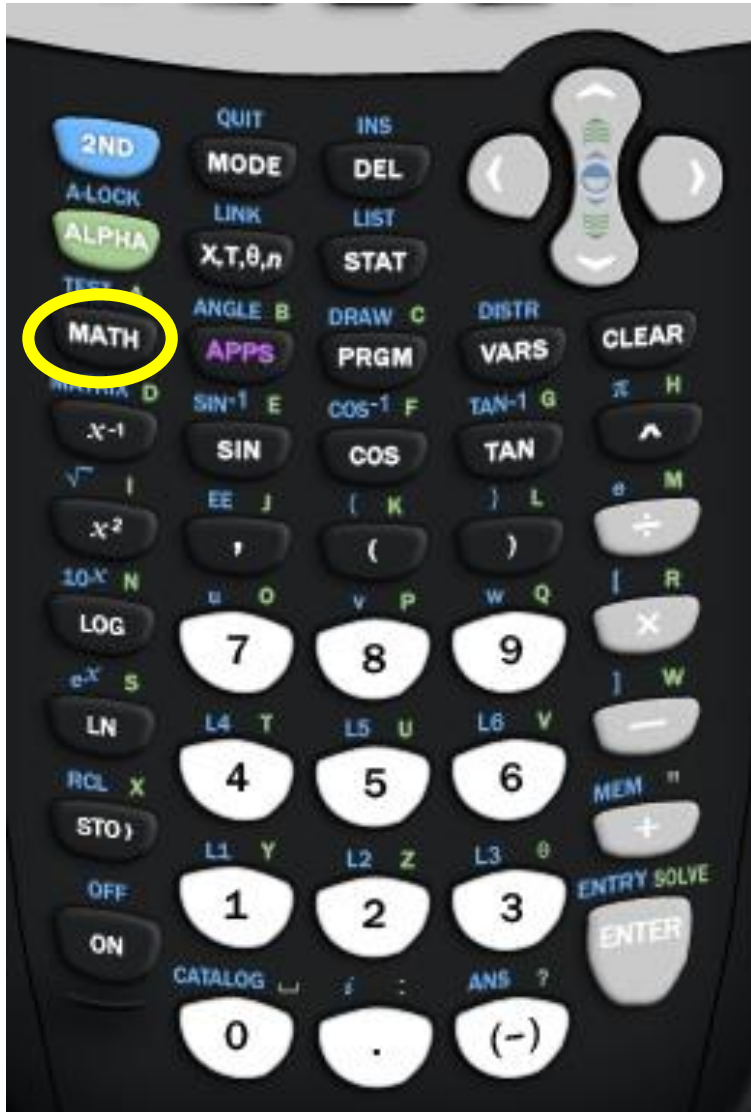 QUIT INS
2ND MODE DEL
A-LOCK LINK LIST
ALPHA X,T,θ,n STAT
TEST A ANGLE B DRAW C DISTR
MATH APPS PRGM VARS CLEAR
MATRIX D SIN-1 E COS-1 F TAN-1 G π H
x-1 SIN COS TAN ^
√‾ I EE J { K } L e M
x2 , ( ) ÷
10x N u O v P w Q [ R
LOG 7 8 9 ×
ex S L4 T L5 U L6 V ] W
LN 4 5 6 −
RCL X L1 Y L2 Z L3 θ MEM "
STO) 1 2 3 +
OFF CATALOG ⎵ i : ANS ? ENTRY SOLVE
ON 0 . (-) ENTER